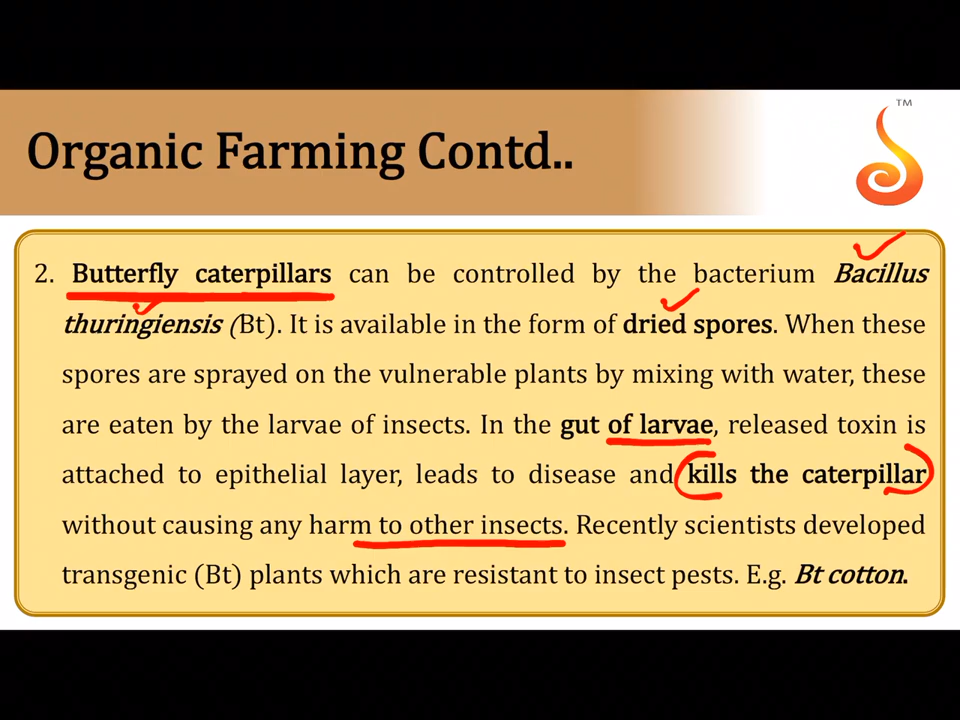 TM
Organic Farming Contd..
2. Butterfly caterpillars can be controlled by the bacterium Bacillus
thuringiensis (Bt). It is available in the form of dried spores. When these
spores are sprayed on the vulnerable plants by mixing with water, these
are eaten by the larvae of insects. In the gut of larvae, released toxin is
attached to epithelial layer, leads to disease and kills the caterpillar
without causing any harm to other insects. Recently scientists developed
transgenic (Bt) plants which are resistant to insect pests. E.g. Bt cotton.